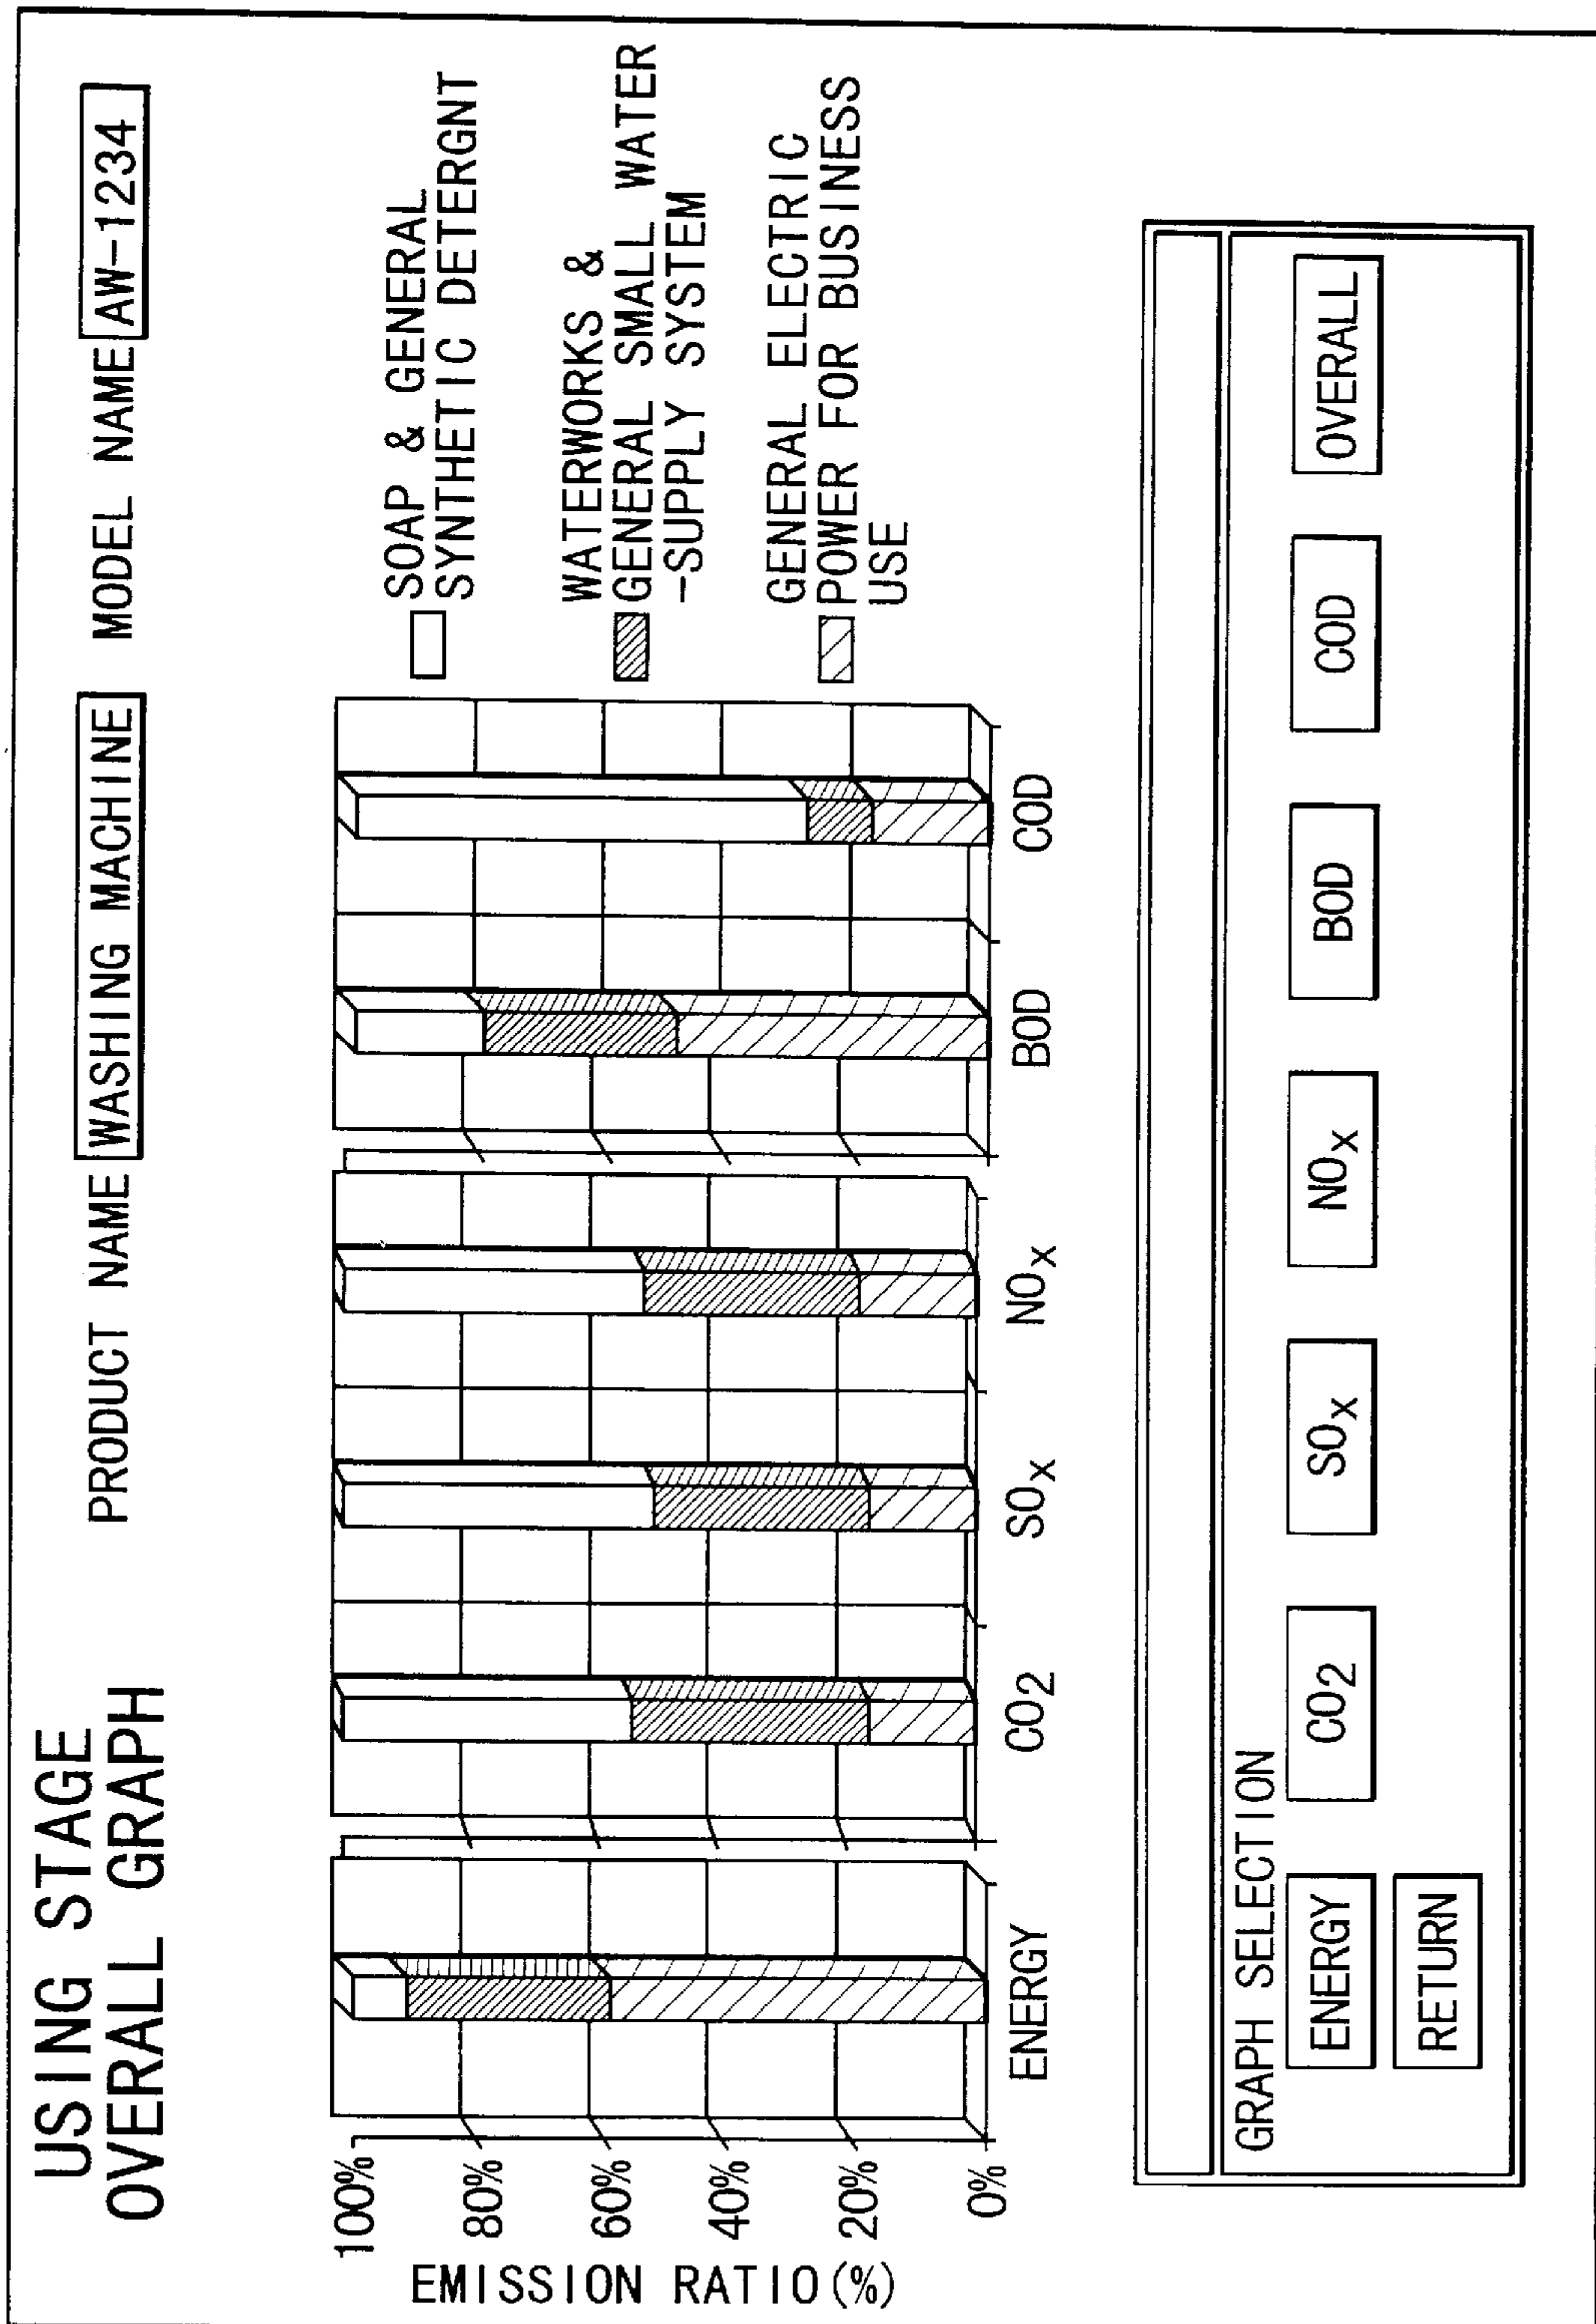 USING STAGE
OVERALL GRAPH
PRODUCT NAME WASHING MACHINE MODEL NAME AW-1234
EMISSION RATIO(%)
100%
80%
60%
40%
20%
0%
ENERGY
CO2
SOX
NOX
BOD
COD
SOAP & GENERAL
SYNTHETIC DETERGNT
WATERWORKS &
GENERAL SMALL WATER
-SUPPLY SYSTEM
GENERAL ELECTRIC
POWER FOR BUSINESS
USE
GRAPH SELECTION
ENERGY CO2 SOX NOX BOD COD OVERALL
RETURN